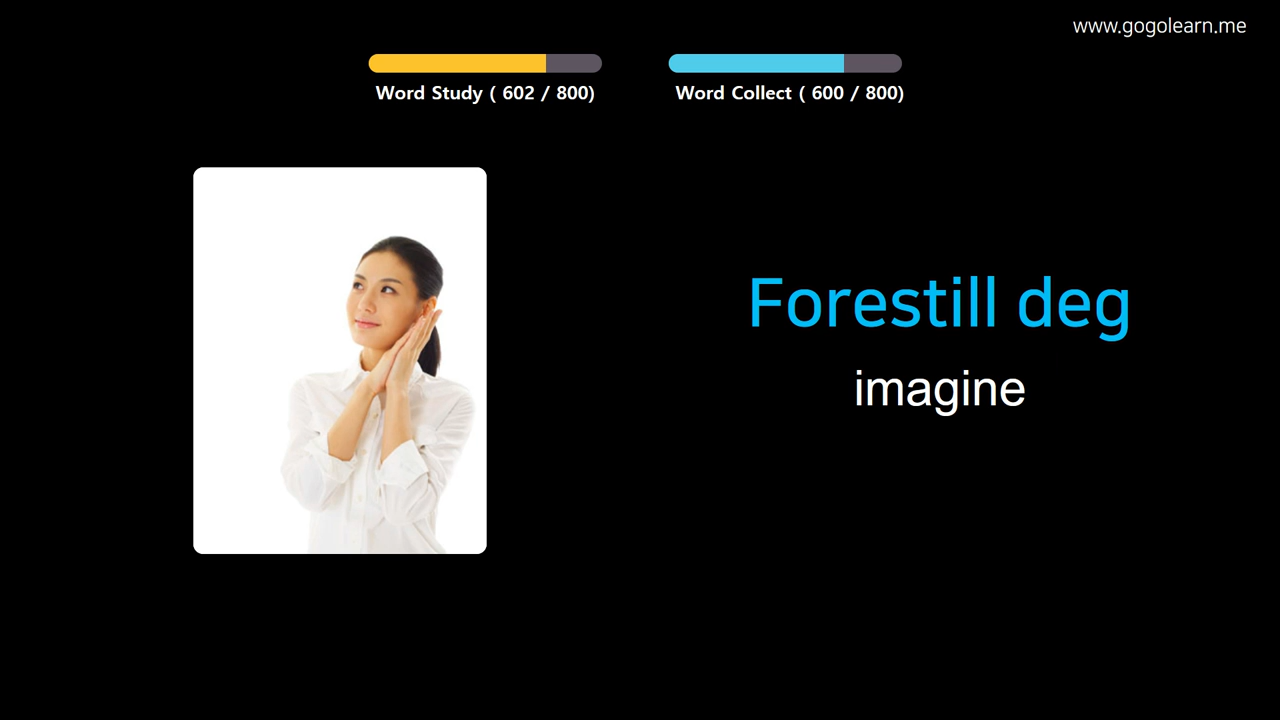 www.gogolearn.me
Word Study ( 602 / 800)
Word Collect ( 600 / 800)
Forestill deg
imagine